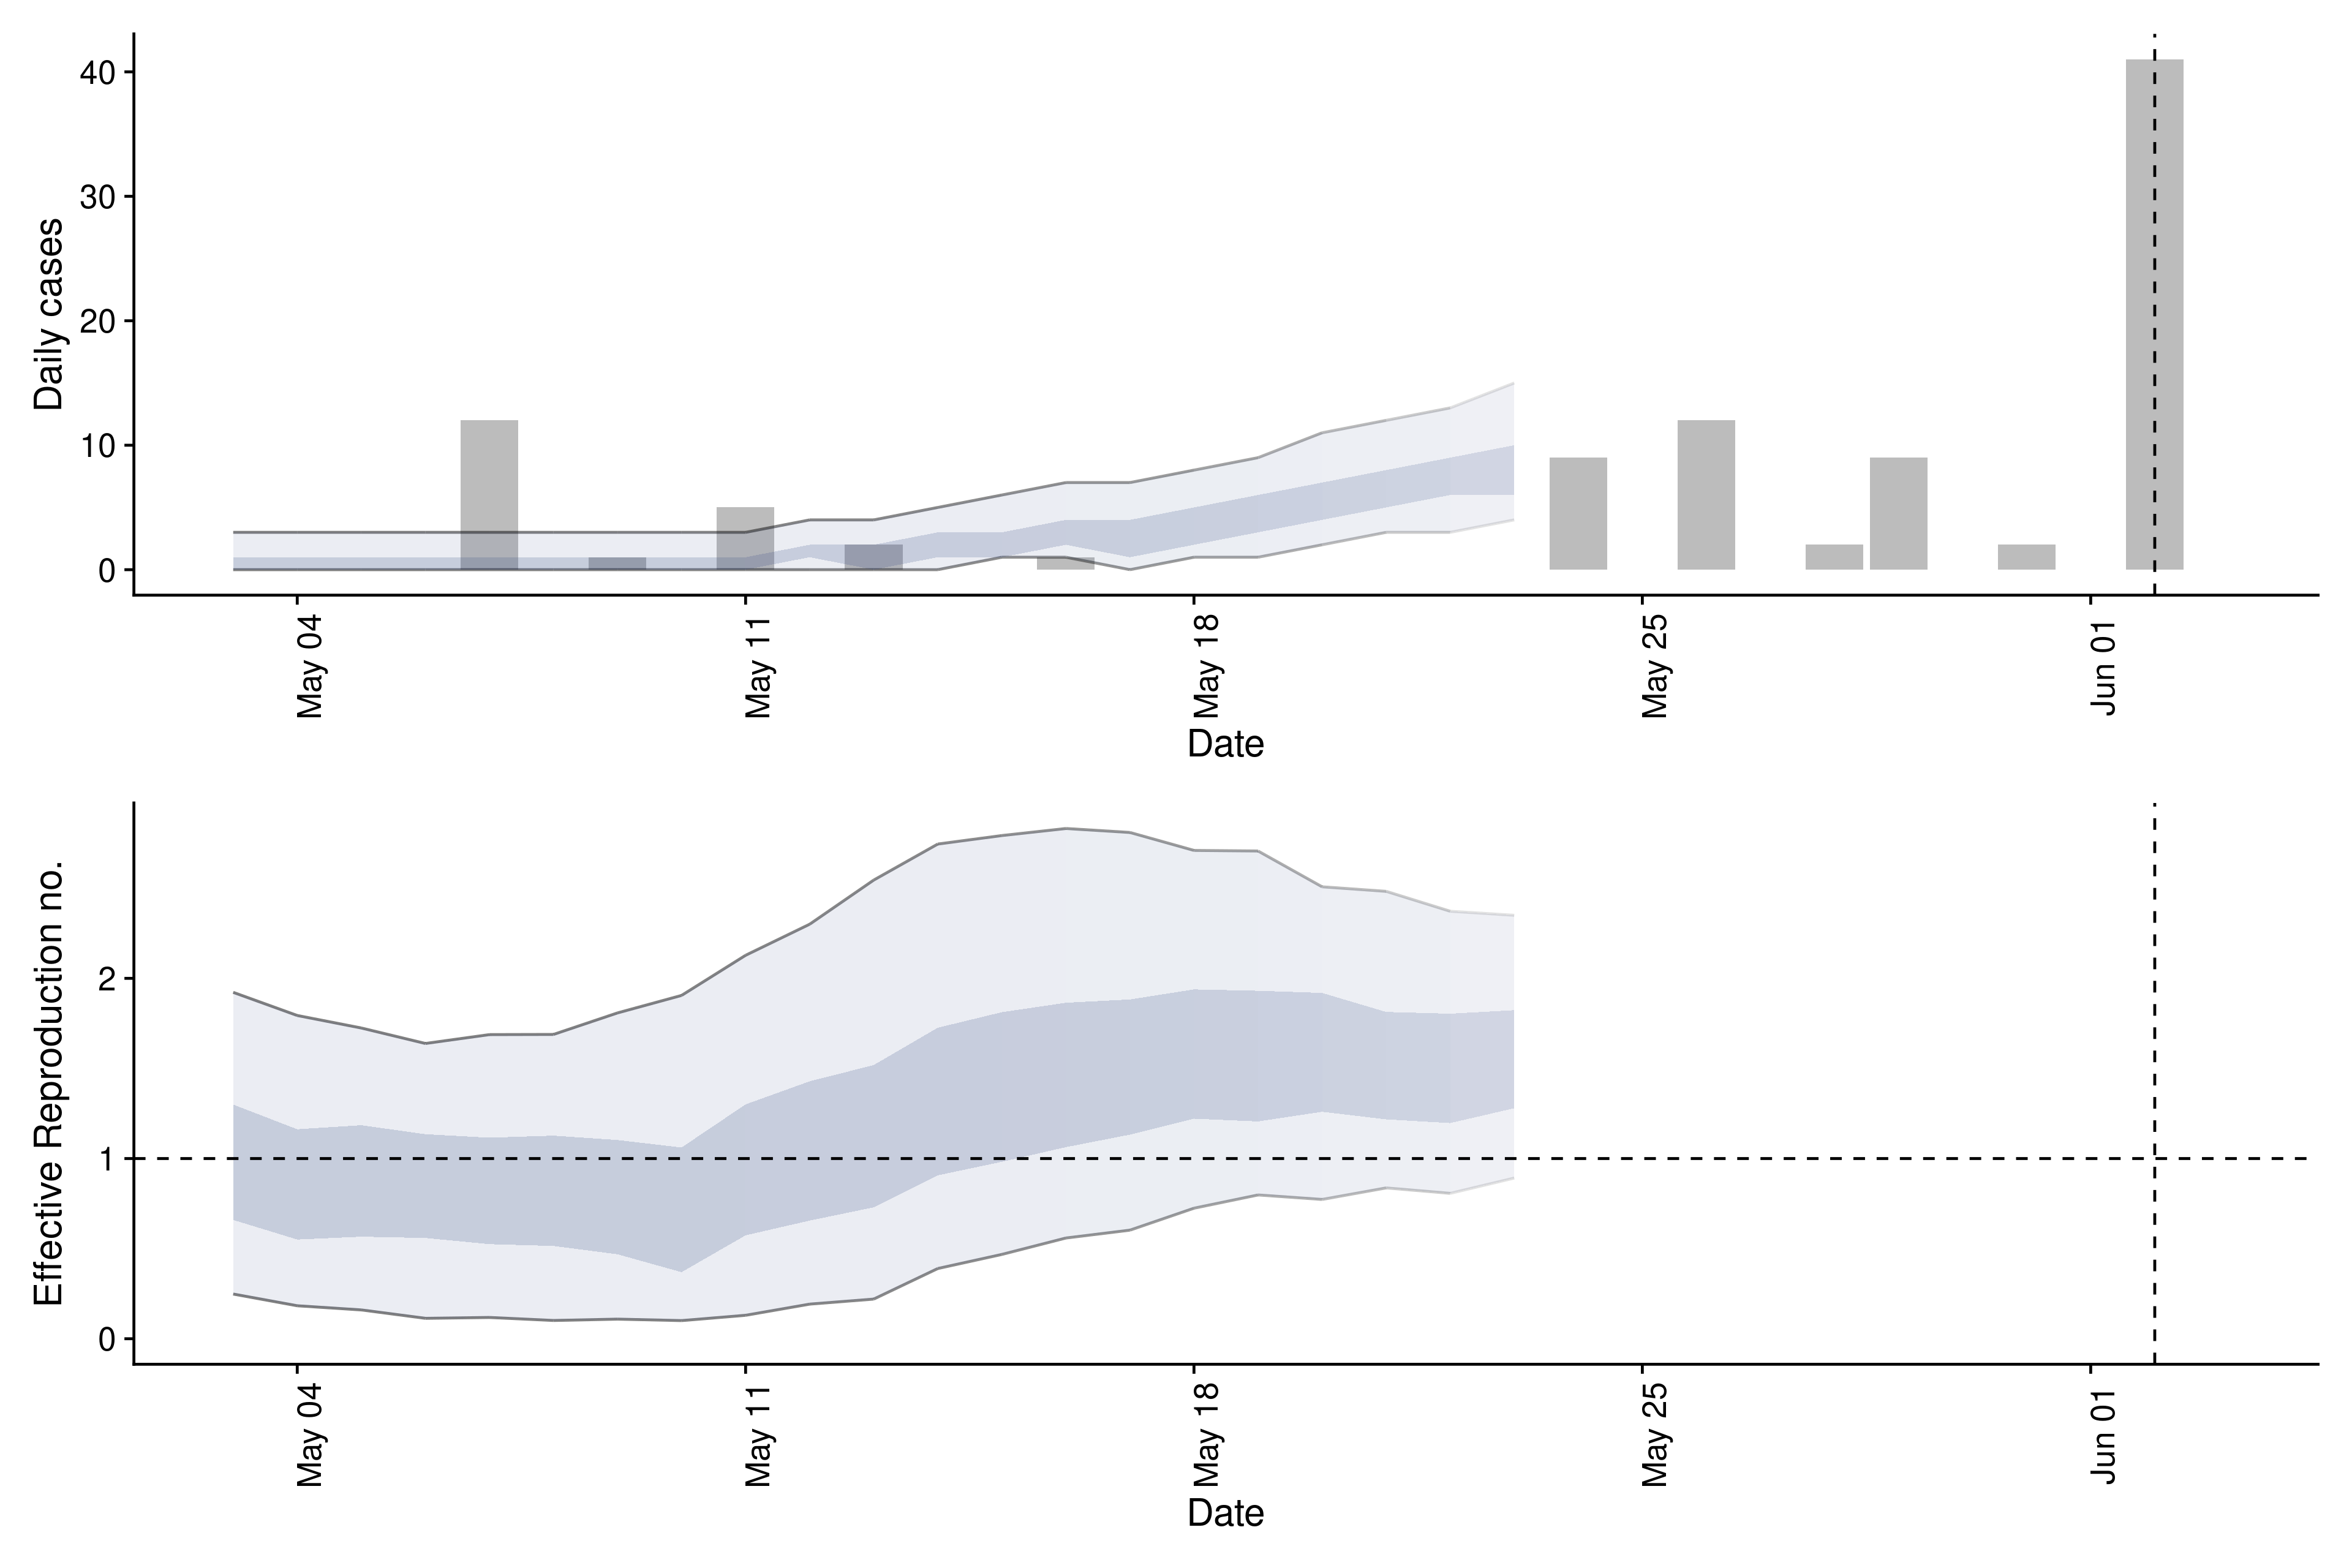 Daily cases
40
30
20
10
0
May 04
May 11
May 18
May 25
Jun 01
Date
Effective Reproduction no.
2
1
0
May 04
May 11
May 18
May 25
Jun 01
Date